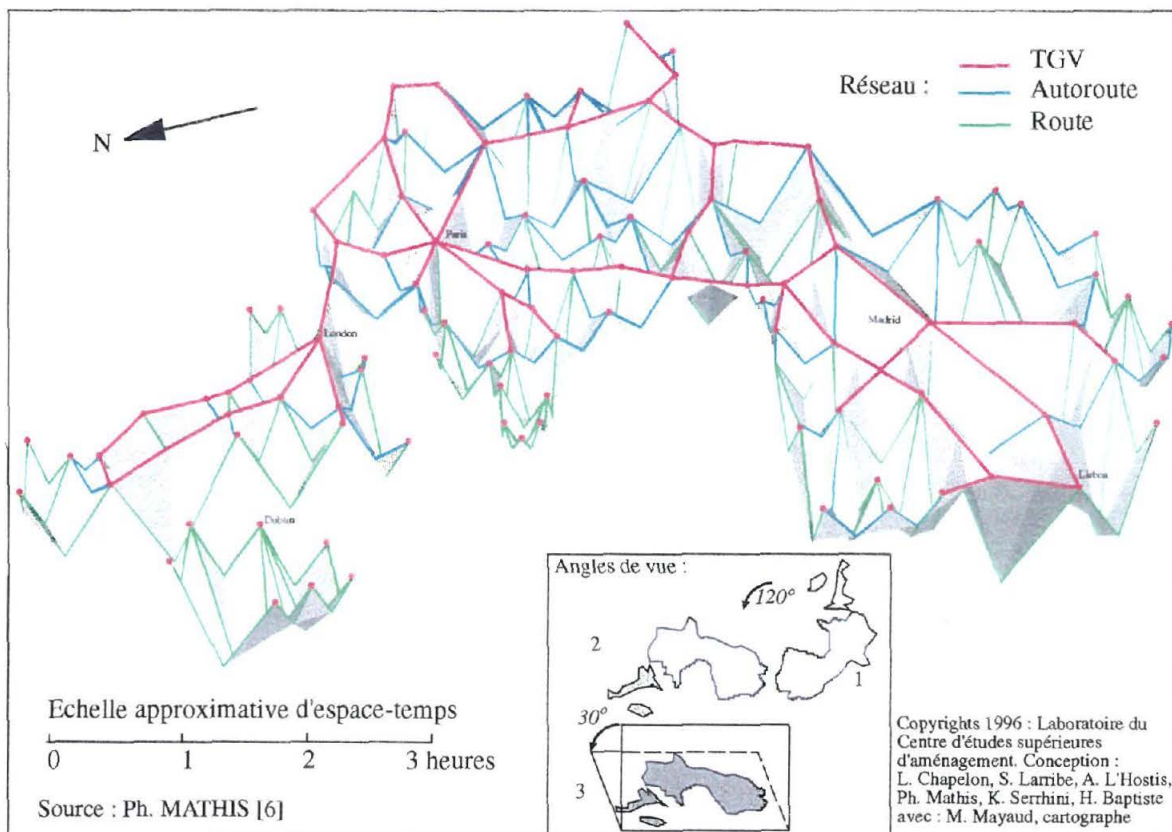 TGV
Réseau :
Autoroute
Route
N
Paris
London
Madrid
Lisbon
Dublin
Angles de vue :
120°
2
1
30°
3
Echelle approximative d'espace-temps
0 1 2 3 heures
Source : Ph. MATHIS [6]
Copyrights 1996 : Laboratoire du
Centre d'études supérieures
d'aménagement. Conception :
L. Chapelon, S. Larribe, A. L'Hostis,
Ph. Mathis, K. Serrhini, H. Baptiste
avec : M. Mayaud, cartographe